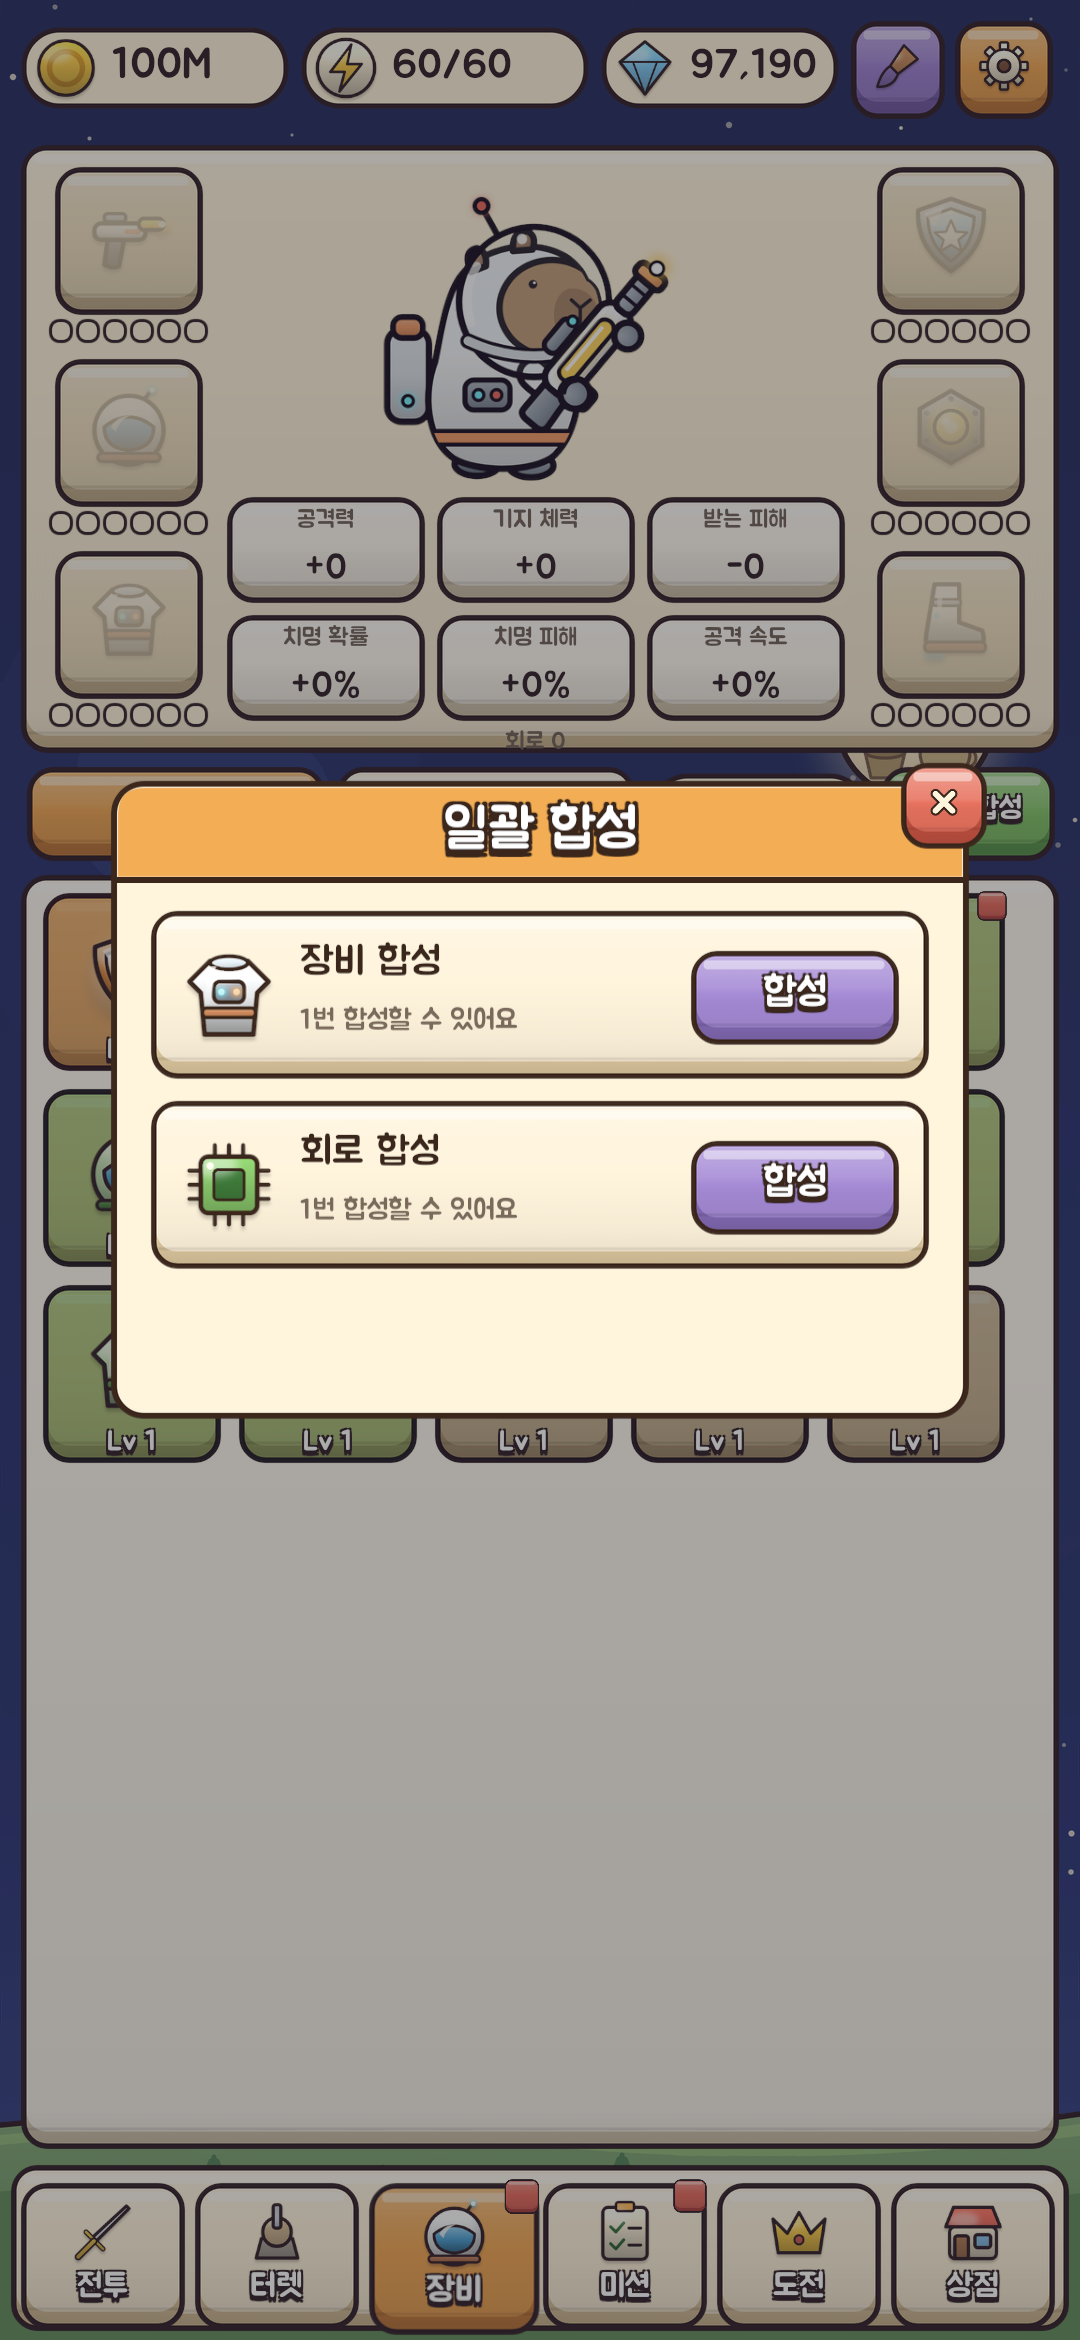 100M
60/60
97,190
공격력
+0
기지 체력
+0
받는 피해
-0
치명 확률
+0%
치명 피해
+0%
공격 속도
+0%
회로 0
합성
일괄 합성
장비 합성
1번 합성할 수 있어요
합성
회로 합성
1번 합성할 수 있어요
합성
Lv 1
Lv 1
Lv 1
Lv 1
Lv 1
전투
터렛
장비
미션
도전
상점